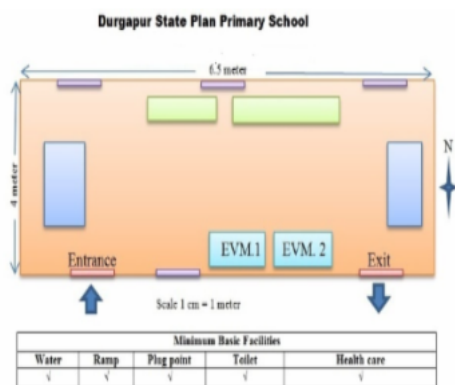 Durgapur State Plan Primary School
6.5 meter
4 meter
N
EVM.1 EVM. 2
Entrance Exit
Scale 1 cm = 1 meter
Minimum Basic Facilities
Water Ramp Plug point Toilet Health care
√ √ √ √ √